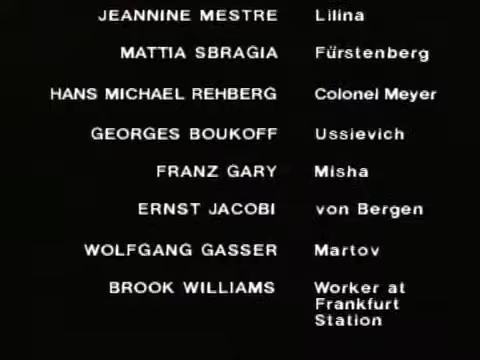 JEANNINE MESTRE Lilina
MATTIA SBRAGIA Fürstenberg
HANS MICHAEL REHBERG Colonel Meyer
GEORGES BOUKOFF Ussievich
FRANZ GARY Misha
ERNST JACOBI von Bergen
WOLFGANG GASSER Martov
BROOK WILLIAMS Worker at
Frankfurt
Station